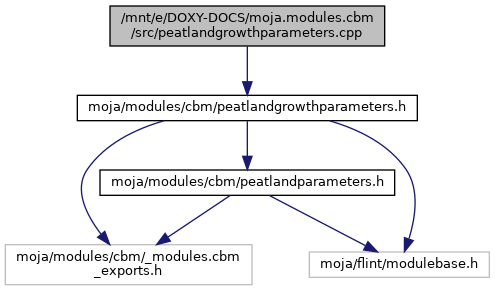 /mnt/e/DOXY-DOCS/moja.modules.cbm
/src/peatlandgrowthparameters.cpp
moja/modules/cbm/peatlandgrowthparameters.h
moja/modules/cbm/peatlandparameters.h
moja/modules/cbm/_modules.cbm
_exports.h
moja/flint/modulebase.h